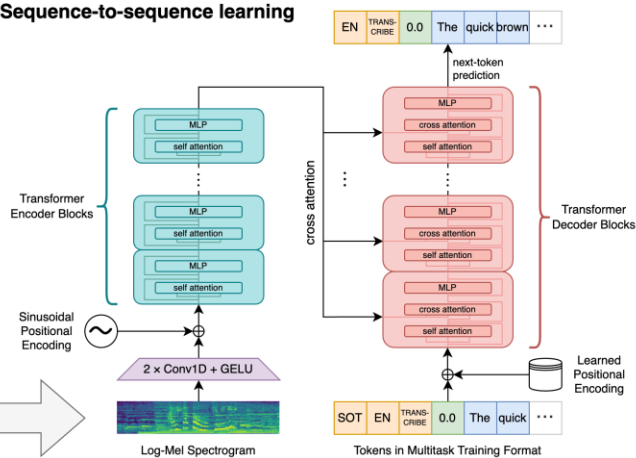 Sequence-to-sequence learning
EN TRANS-CRIBE 0.0 The quick brown ...
next-token
prediction
MLP
self attention
MLP
self attention
MLP
self attention
Transformer
Encoder Blocks
cross attention
MLP
cross attention
self attention
MLP
cross attention
self attention
MLP
cross attention
self attention
Transformer
Decoder Blocks
Sinusoidal
Positional
Encoding
2 × Conv1D + GELU
Learned
Positional
Encoding
SOT EN TRANS-CRIBE 0.0 The quick ...
Log-Mel Spectrogram
Tokens in Multitask Training Format